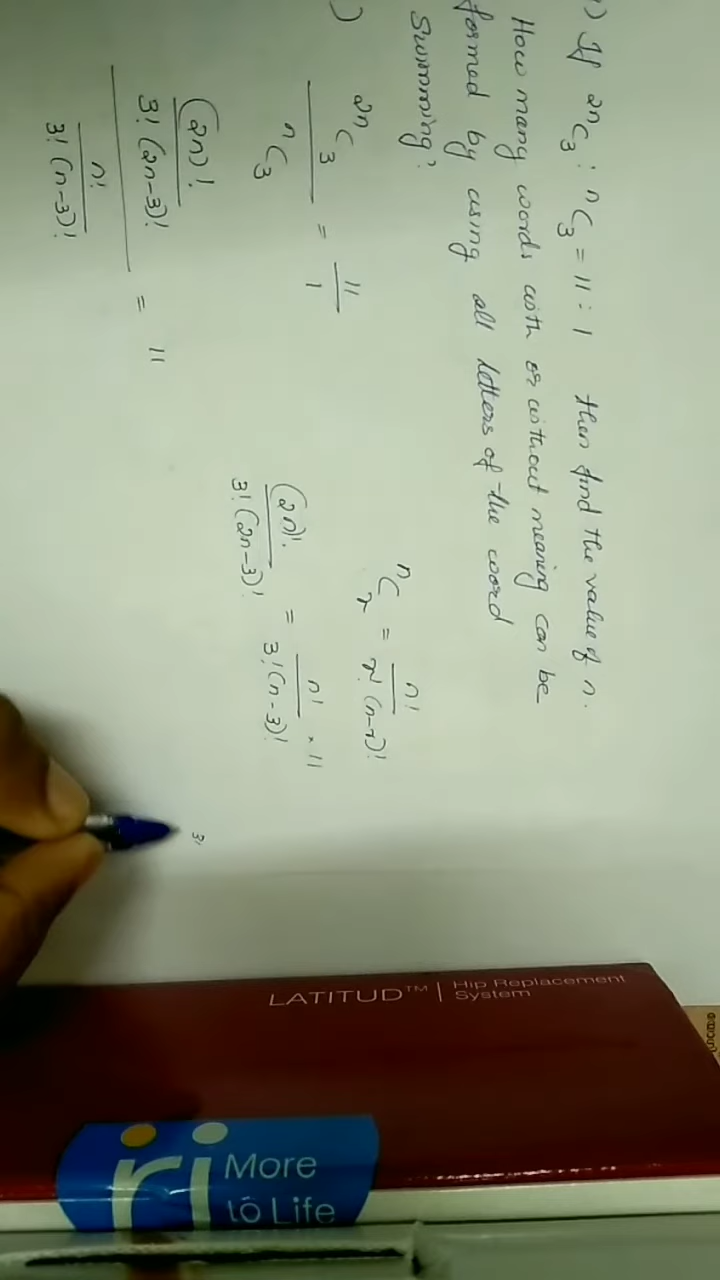 ) If ²ⁿC₃ : ⁿC₃ = 11 : 1 then find the value of n.
How many words with or without meaning can be
formed by using all letters of the word
Swimming?
)
²ⁿC₃ / ⁿC₃ = 11 / 1
ⁿCᵣ = n! / r! (n-r)!
(2n)! / 3! (2n-3)! / n! / 3! (n-3)! = 11
(2n)! / 3! (2n-3)! = n! / 3! (n-3)! × 11
3!
LATITUD™ | Hip Replacement
System
ri More
to Life